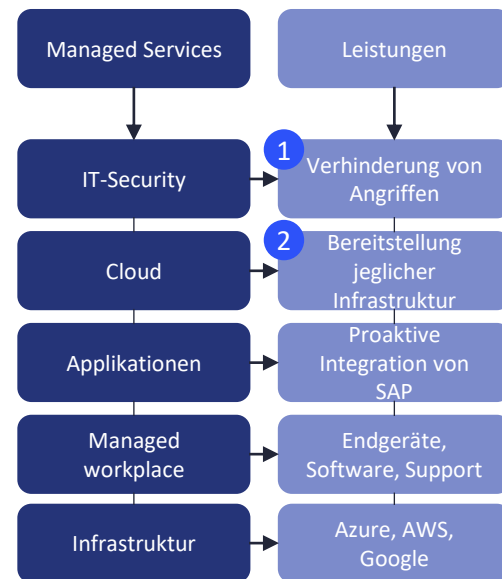 Managed Services
Leistungen
IT-Security
1
Verhinderung von
Angriffen
Cloud
2
Bereitstellung
jeglicher
Infrastruktur
Applikationen
Proaktive
Integration von
SAP
Managed
workplace
Endgeräte,
Software, Support
Infrastruktur
Azure, AWS,
Google